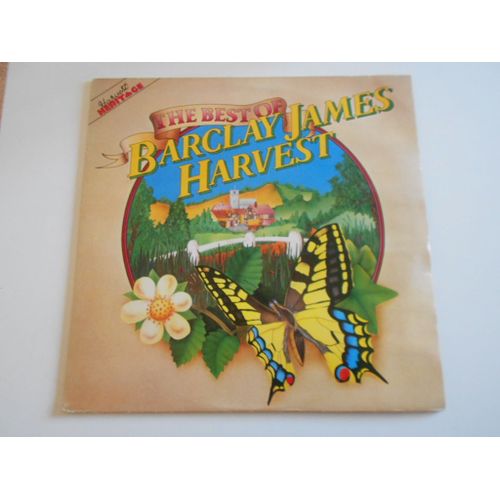 Harvest
HERITAGE
THE BEST OF
BARCLAY JAMES
HARVEST